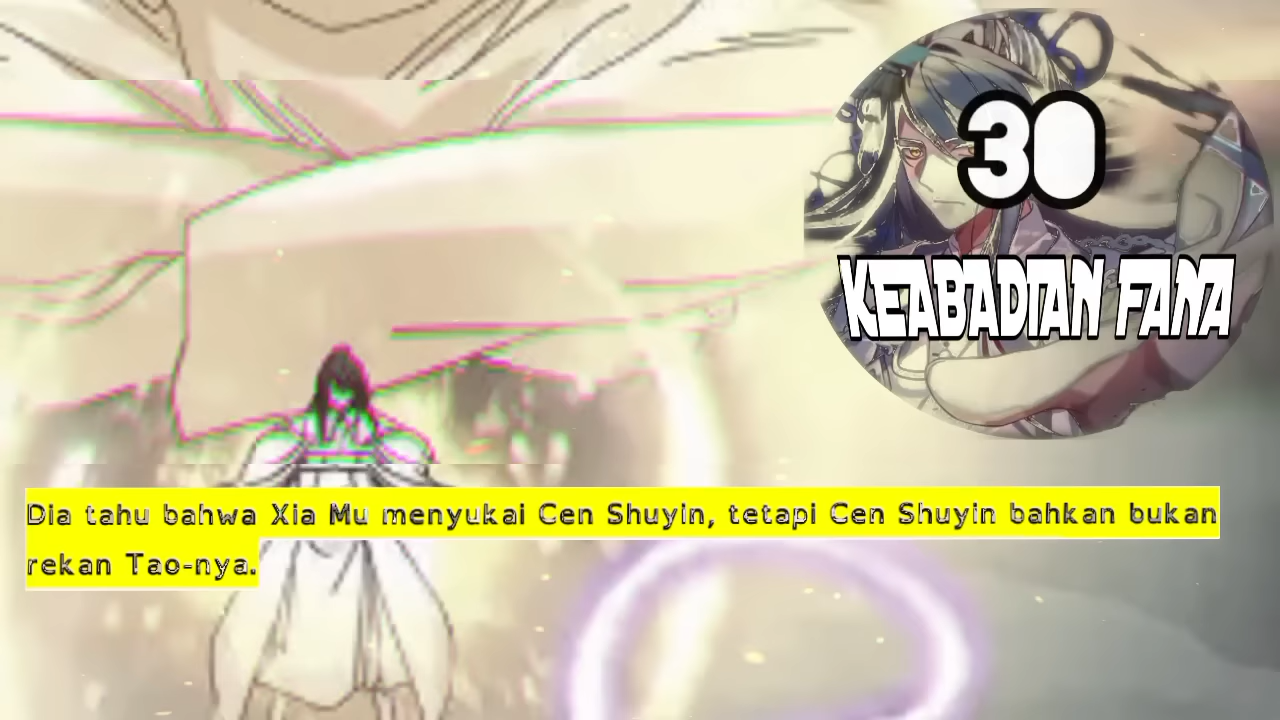 30
KEABADIAN FANA
Dia tahu bahwa Xia Mu menyukai Cen Shuyin, tetapi Cen Shuyin bahkan bukan
rekan Tao-nya.